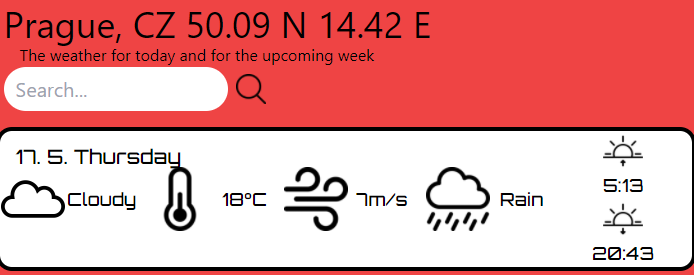 Prague, CZ 50.09 N 14.42 E
The weather for today and for the upcoming week
Search...
17. 5. Thursday
Cloudy 18°C 7m/s Rain
5:13
20:43